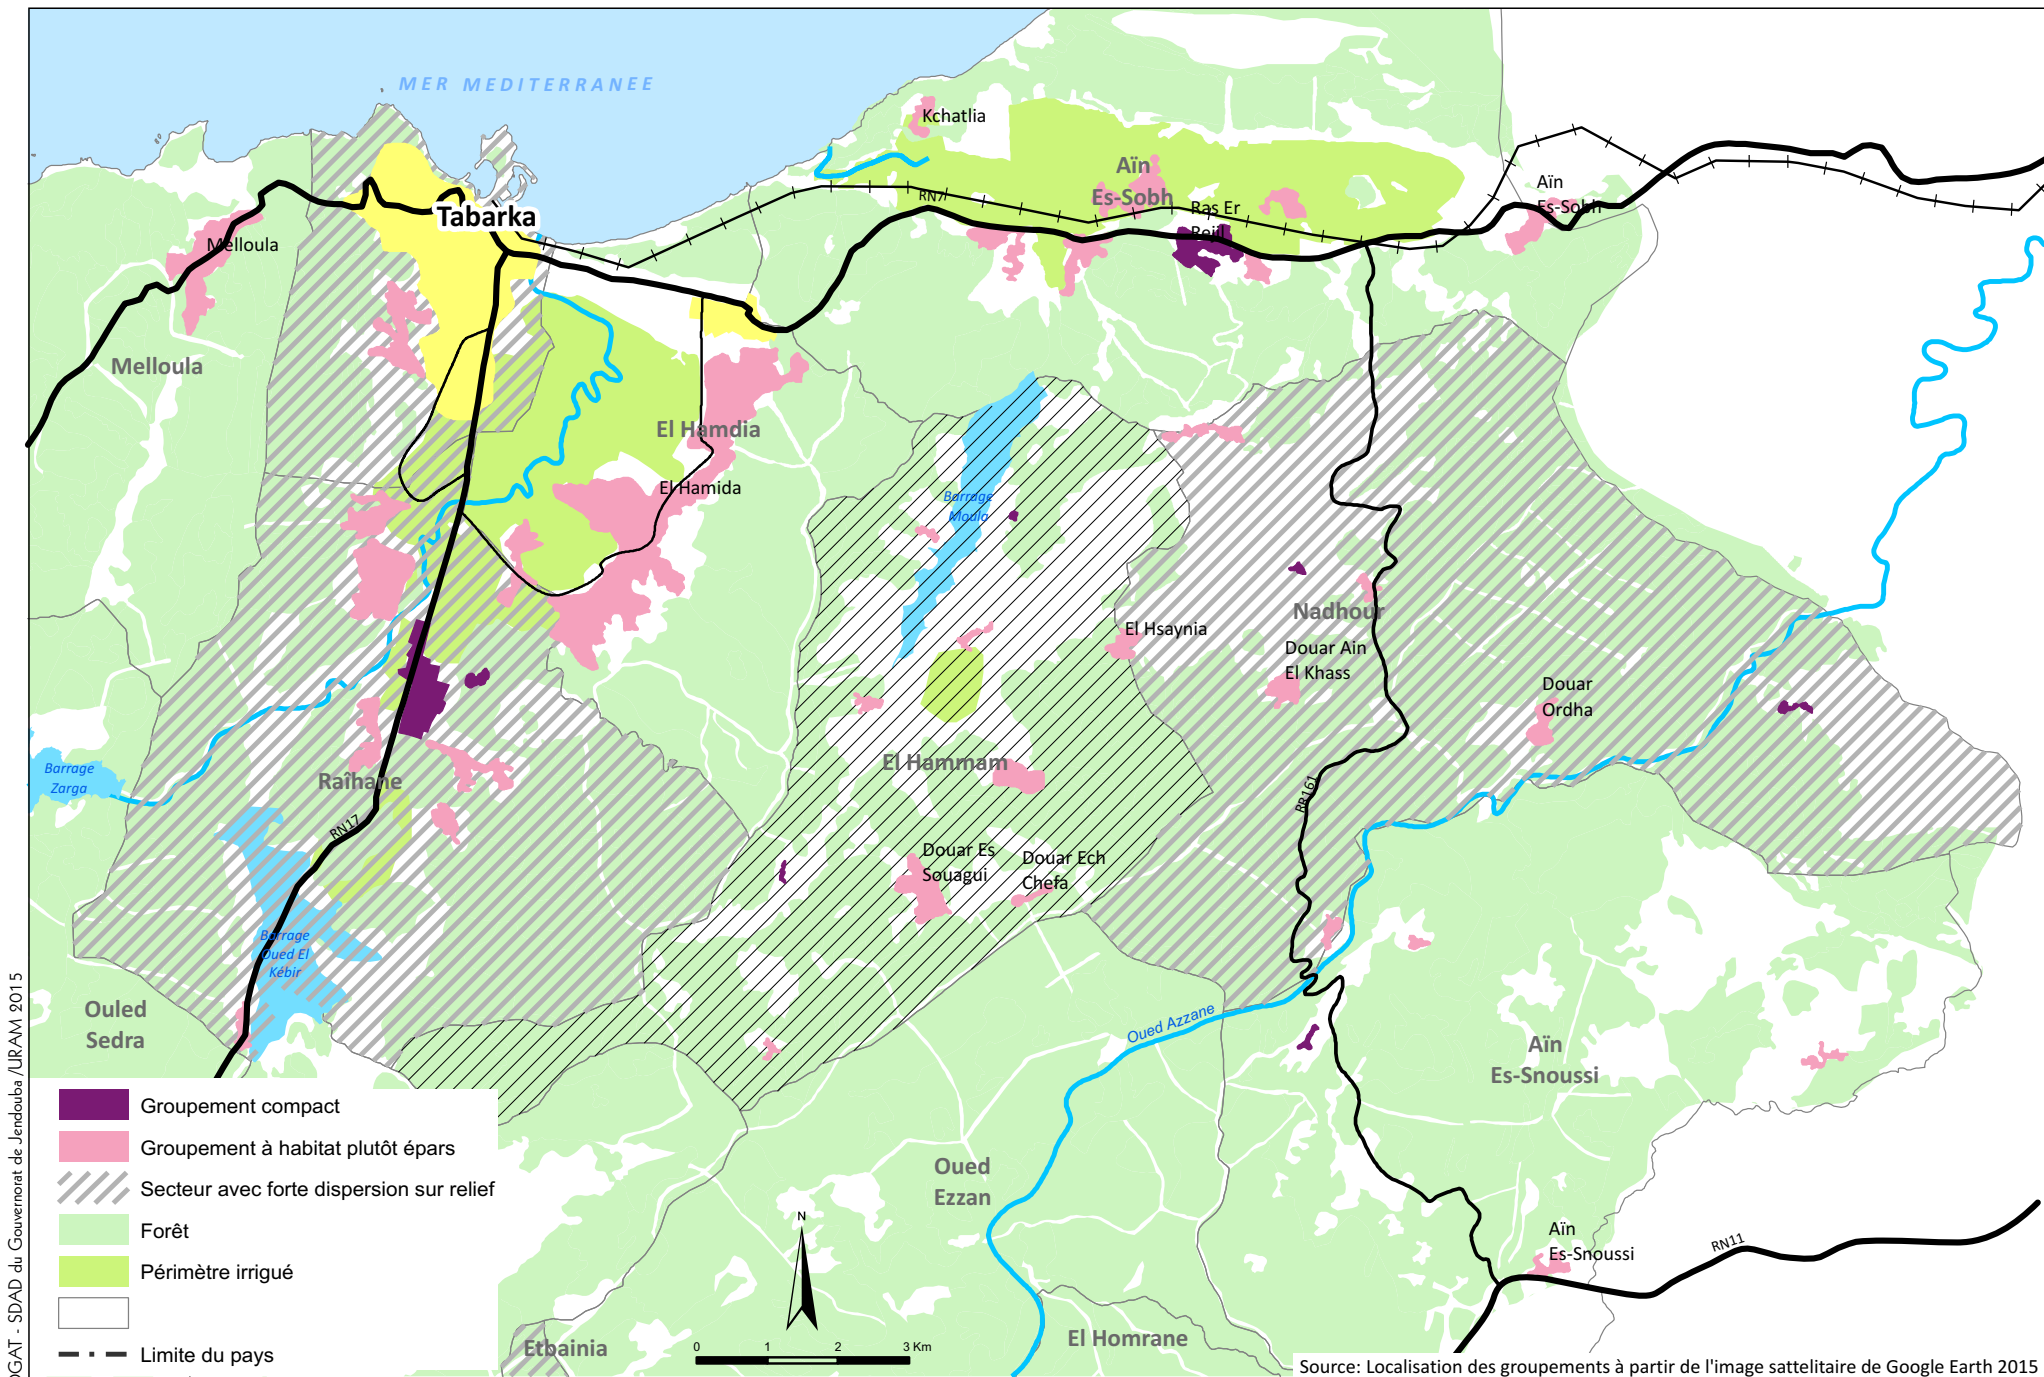 MER MEDITERRANEE
Kchatlia
Aïn
Es-Sobh
Aïn
Es-Sobh
RN7
Ras Er
Rejil
Tabarka
Melloula
Melloula
El Hamdia
El Hamida
Barrage
Moula
Nadhour
El Hsaynia
Douar Ain
El Khass
Douar
Ordha
Barrage
Zarga
Raîhane
RN17
El Hammam
RR161
Douar Es
Souagui
Douar Ech
Chefa
Barrage
Oued El
Kébir
Ouled
Sedra
Oued Azzane
Aïn
Es-Snoussi
Oued
Ezzan
Aïn
Es-Snoussi
RN11
Etbainia
El Homrane
Groupement compact
Groupement à habitat plutôt épars
Secteur avec forte dispersion sur relief
Forêt
Périmètre irrigué
Limite du pays
N
0 1 2 3 Km
Source: Localisation des groupements à partir de l'image sattelitaire de Google Earth 2015
DGAT - SDAD du Gouvernorat de Jendouba /URAM 2015